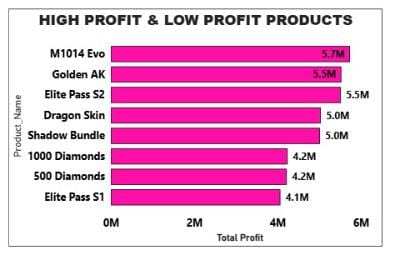 HIGH PROFIT & LOW PROFIT PRODUCTS
Product_Name
M1014 Evo 5.7M
Golden AK 5.5M
Elite Pass S2 5.5M
Dragon Skin 5.0M
Shadow Bundle 5.0M
1000 Diamonds 4.2M
500 Diamonds 4.2M
Elite Pass S1 4.1M
0M 2M 4M 6M
Total Profit